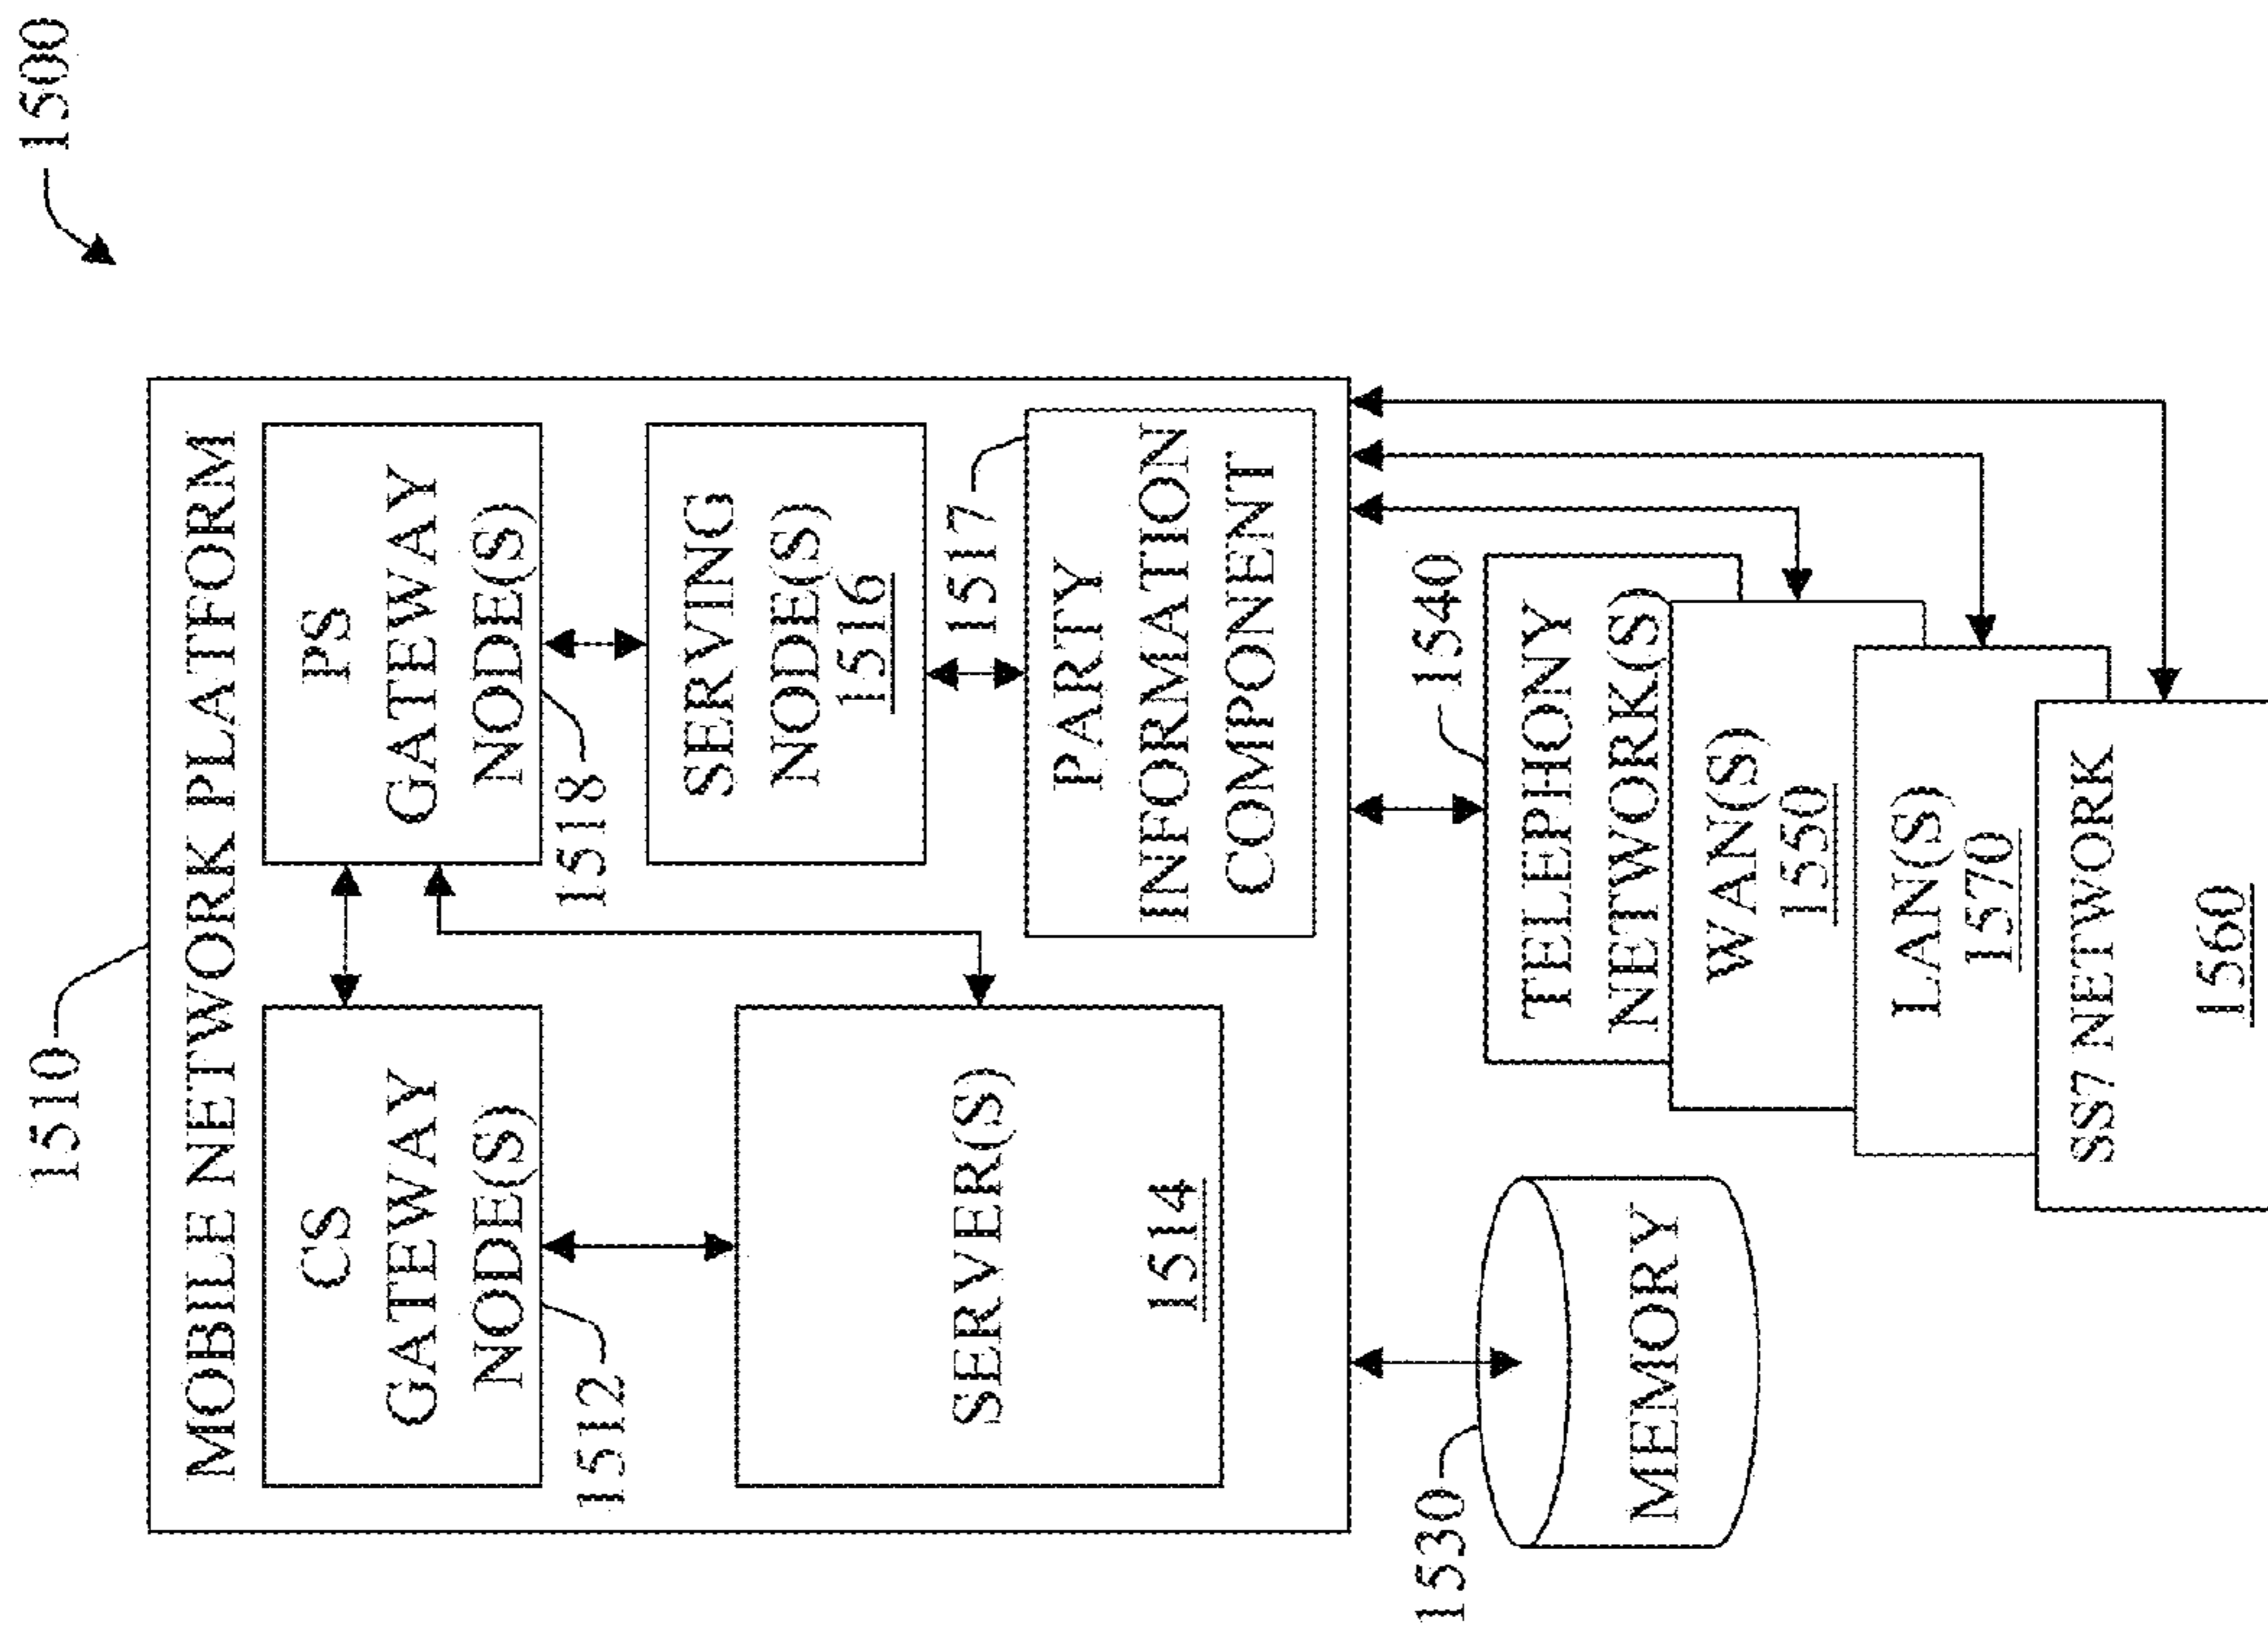 1500
1510
MOBILE NETWORK PLATFORM
CS
GATEWAY
NODE(S)
1512
PS
GATEWAY
NODE(S)
1518
SERVER(S)
1514
SERVING
NODE(S)
1516
1517
PARTY
INFORMATION
COMPONENT
1530
MEMORY
1540
TELEPHONY
NETWORK(S)
WAN(S)
1550
LAN(S)
1570
SS7 NETWORK
1560